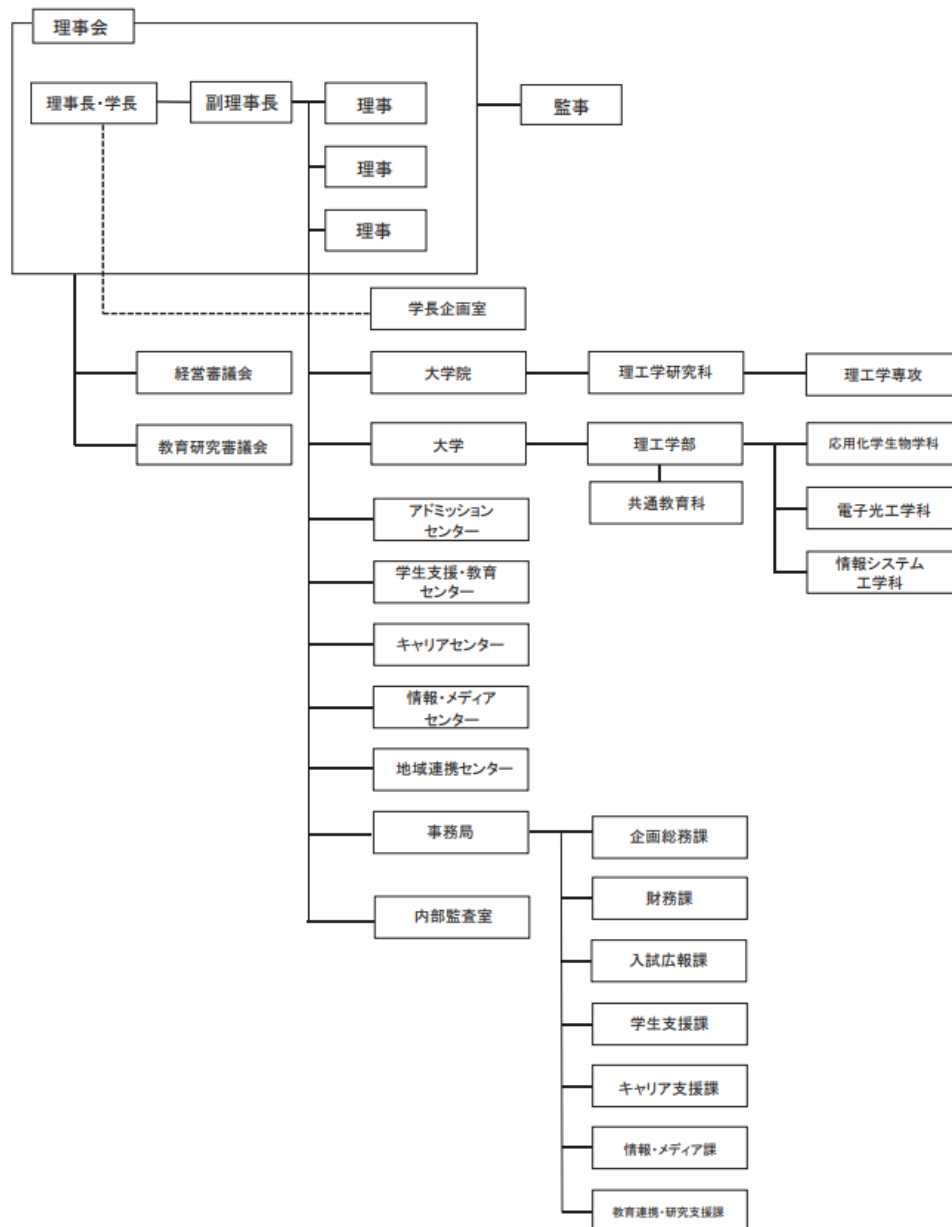 理事会
理事長・学長
副理事長
理事
監事
理事
理事
学長企画室
経営審議会
大学院
理工学研究科
理工学専攻
教育研究審議会
大学
理工学部
応用化学生物学科
共通教育科
電子光工学科
情報システム
工学科
アドミッション
センター
学生支援・教育
センター
キャリアセンター
情報・メディア
センター
地域連携センター
事務局
企画総務課
財務課
内部監査室
入試広報課
学生支援課
キャリア支援課
情報・メディア課
教育連携・研究支援課